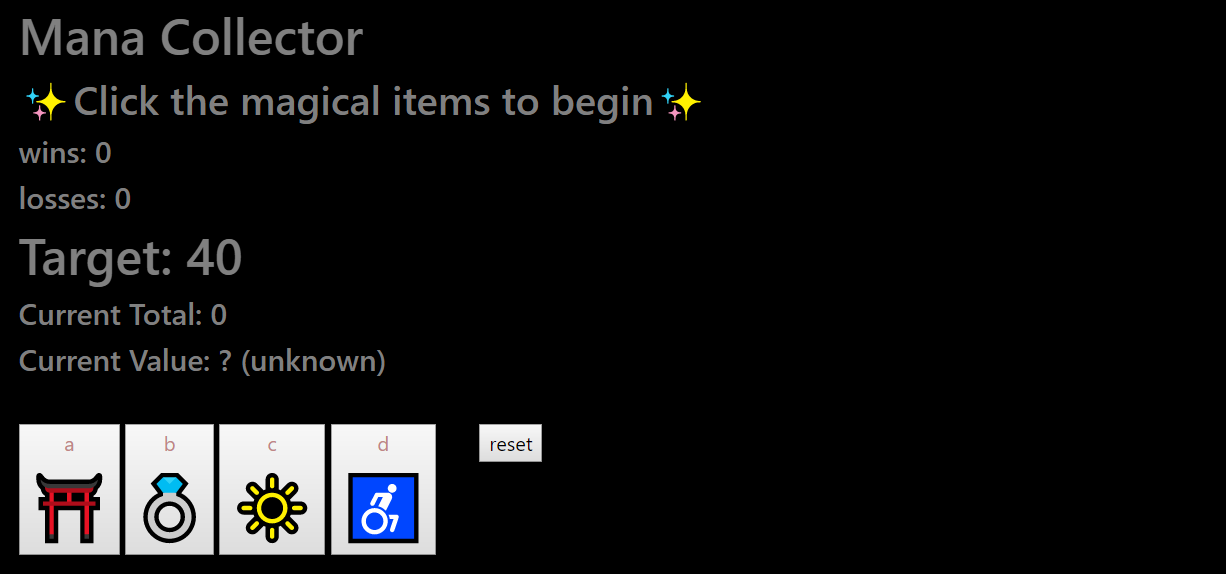 Mana Collector
✨Click the magical items to begin✨
wins: 0
losses: 0
Target: 40
Current Total: 0
Current Value: ? (unknown)
a b c d reset